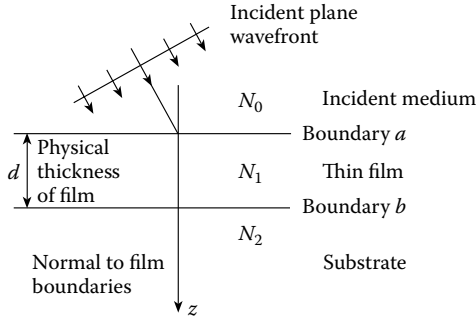 Incident plane
wavefront
N0
Incident medium
Boundary a
d
Physical
thickness
of film
N1
Thin film
Boundary b
N2
Normal to film
boundaries
Substrate
z